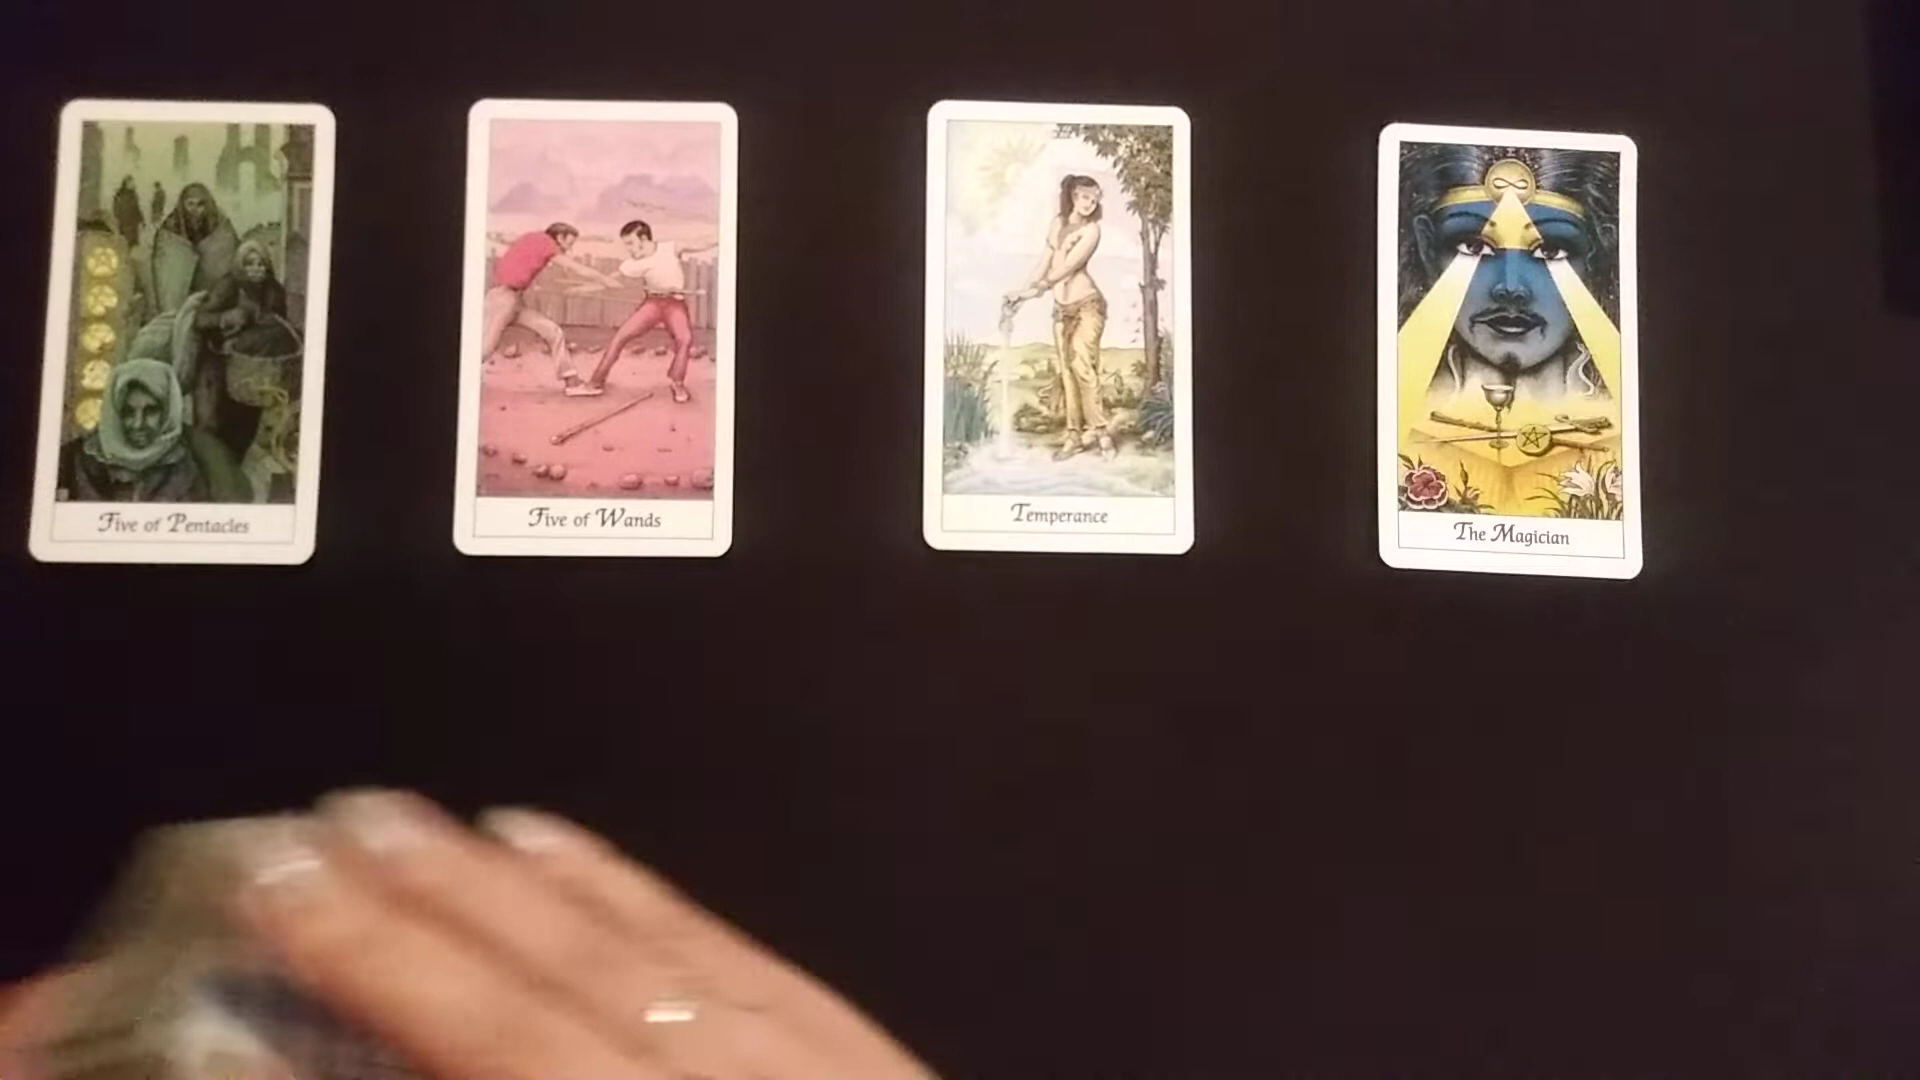 Five of Pentacles
Five of Wands
Temperance
The Magician